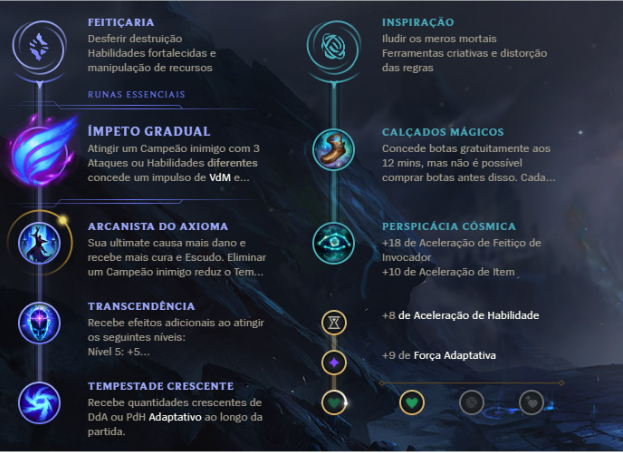 FEITIÇARIA
Desferir destruição
Habilidades fortalecidas e
manipulação de recursos
RUNAS ESSENCIAIS
ÍMPETO GRADUAL
Atingir um Campeão inimigo com 3
Ataques ou Habilidades diferentes
concede um impulso de VdM e...
ARCANISTA DO AXIOMA
Sua ultimate causa mais dano e
recebe mais cura e Escudo. Eliminar
um Campeão inimigo reduz o Tem...
TRANSCENDÊNCIA
Recebe efeitos adicionais ao atingir
os seguintes níveis:
Nível 5: +5...
TEMPESTADE CRESCENTE
Recebe quantidades crescentes de
DdA ou PdH Adaptativo ao longo da
partida.
INSPIRAÇÃO
Iludir os meros mortais
Ferramentas criativas e distorção
das regras
CALÇADOS MÁGICOS
Concede botas gratuitamente aos
12 mins, mas não é possível
comprar botas antes disso. Cada...
PERSPICÁCIA CÓSMICA
+18 de Aceleração de Feitiço de
Invocador
+10 de Aceleração de Item
+8 de Aceleração de Habilidade
+9 de Força Adaptativa